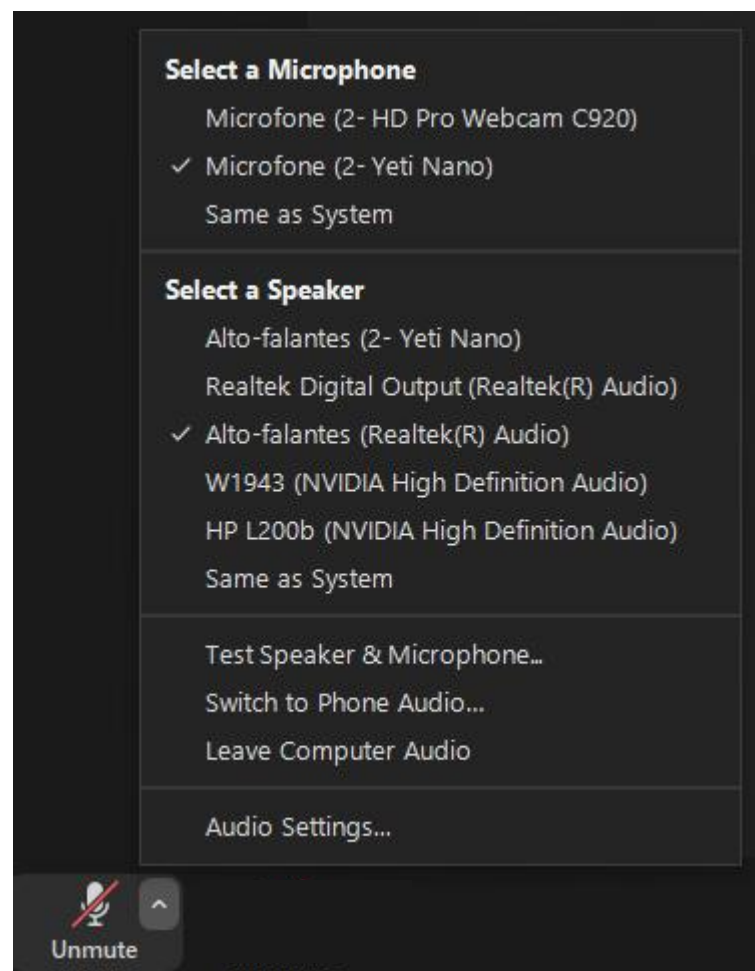 Select a Microphone
Microfone (2- HD Pro Webcam C920)
Microfone (2- Yeti Nano)
Same as System
Select a Speaker
Alto-falantes (2- Yeti Nano)
Realtek Digital Output (Realtek(R) Audio)
Alto-falantes (Realtek(R) Audio)
W1943 (NVIDIA High Definition Audio)
HP L200b (NVIDIA High Definition Audio)
Same as System
Test Speaker & Microphone...
Switch to Phone Audio...
Leave Computer Audio
Audio Settings...
Unmute